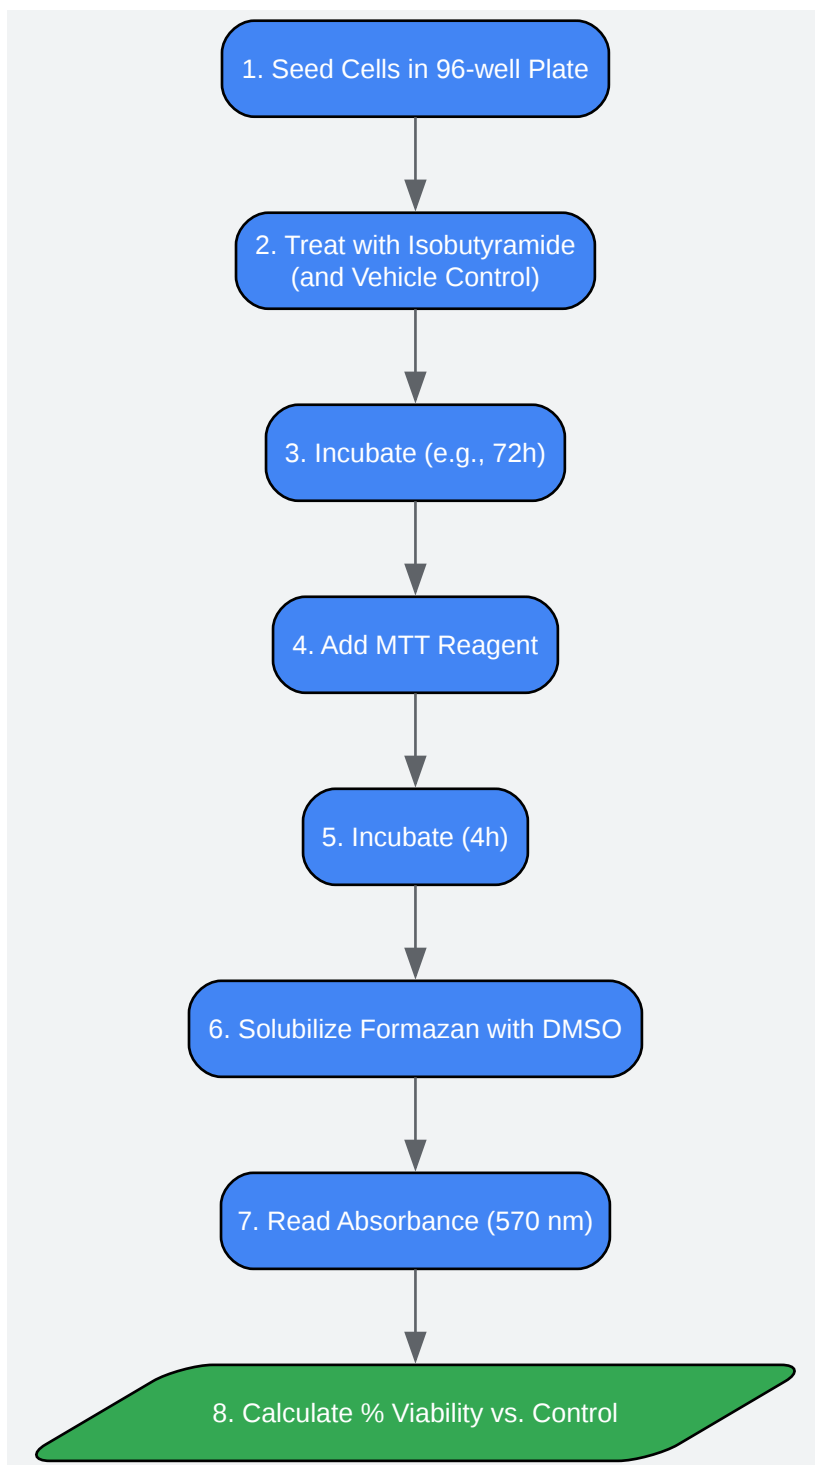 1. Seed Cells in 96-well Plate
2. Treat with Isobutyramide
(and Vehicle Control)
3. Incubate (e.g., 72h)
4. Add MTT Reagent
5. Incubate (4h)
6. Solubilize Formazan with DMSO
7. Read Absorbance (570 nm)
8. Calculate % Viability vs. Control